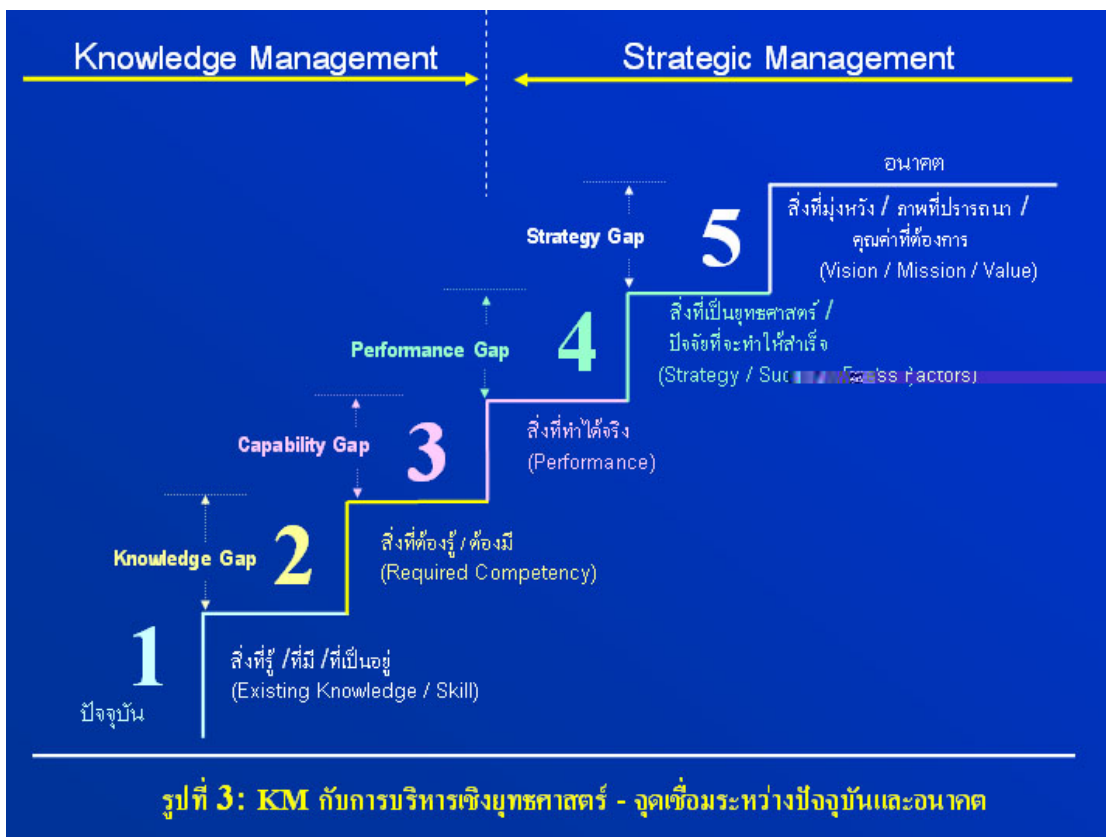 Knowledge Management
Strategic Management
อนาคต
สิ่งที่มุ่งหวัง / ภาพที่ปรารถนา /
คุณค่าที่ต้องการ
(Vision / Mission / Value)
Strategy Gap
5
สิ่งที่เป็นยุทธศาสตร์ /
ปัจจัยที่จะทำให้สำเร็จ
(Strategy /
Performance Gap
4
สิ่งที่ทำได้จริง
(Performance)
Capability Gap
3
สิ่งที่ต้องรู้ / ต้องมี
(Required Competency)
Knowledge Gap
2
สิ่งที่รู้ /ที่มี /ที่เป็นอยู่
(Existing Knowledge / Skill)
1
ปัจจุบัน
รูปที่ 3: KM กับการบริหารเชิงยุทธศาสตร์ - จุดเชื่อมระหว่างปัจจุบันและอนาคต